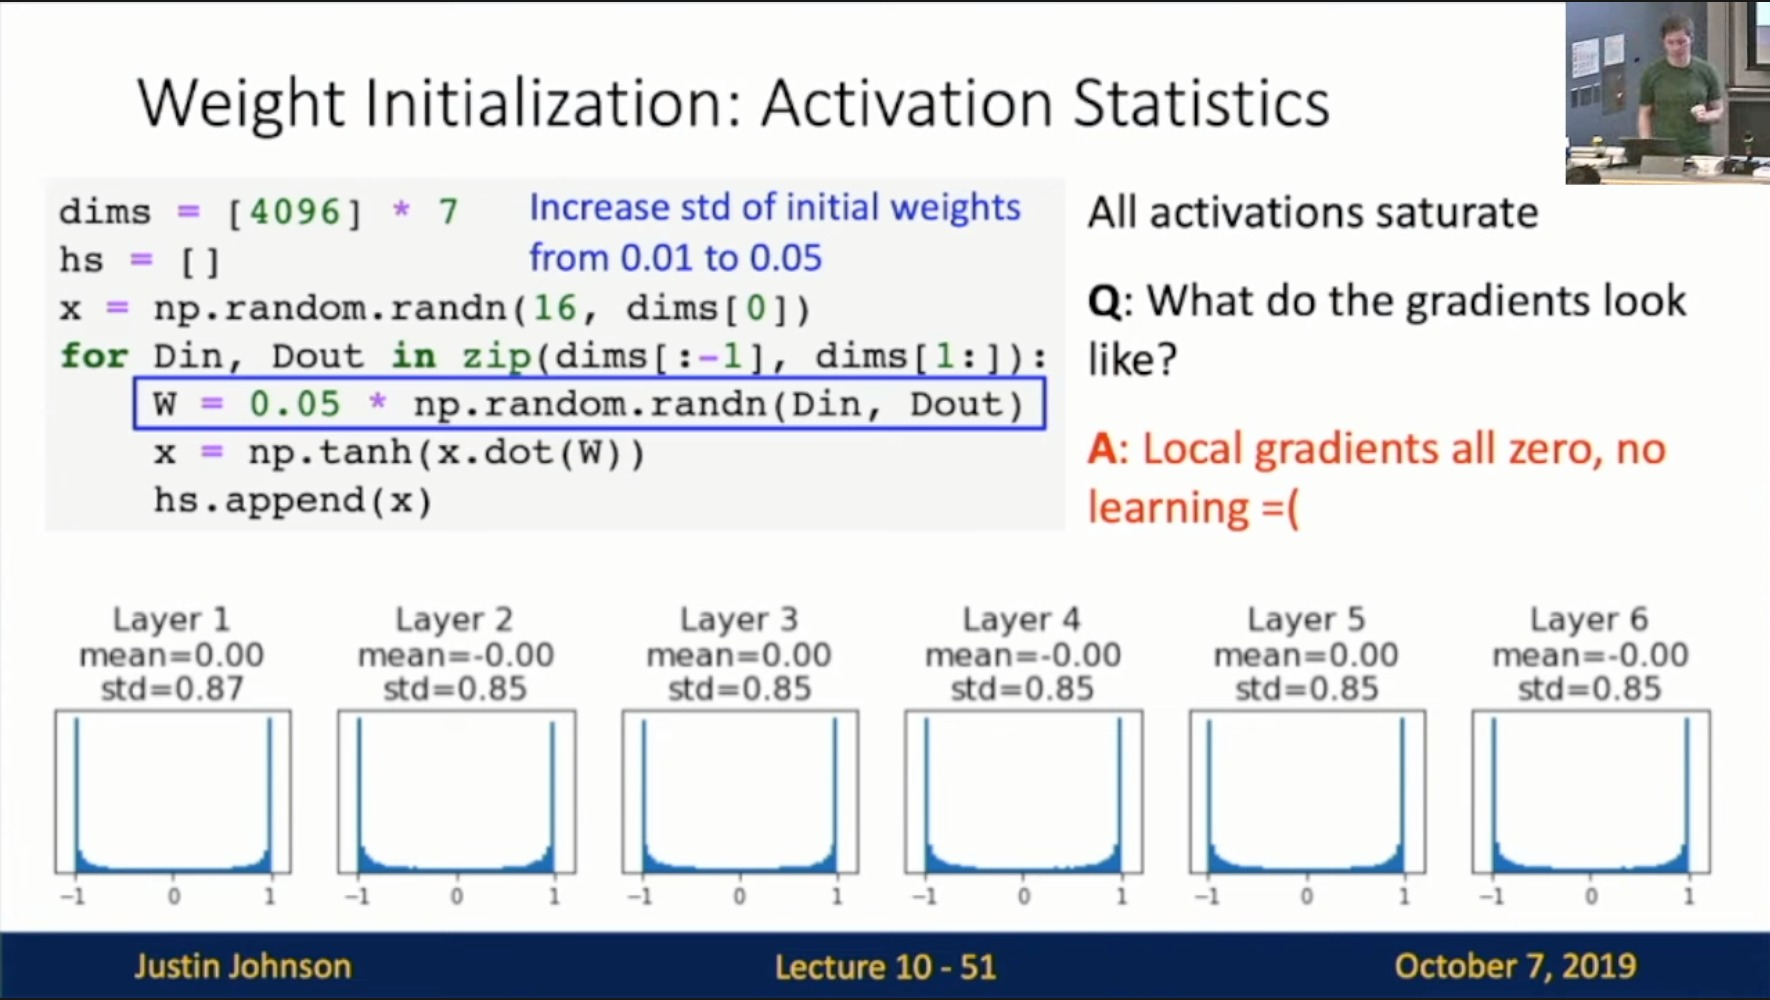 Weight Initialization: Activation Statistics
dims = [4096] * 7
Increase std of initial weights
from 0.01 to 0.05
hs = []
x = np.random.randn(16, dims[0])
for Din, Dout in zip(dims[:-1], dims[1:]):
W = 0.05 * np.random.randn(Din, Dout)
x = np.tanh(x.dot(W))
hs.append(x)
All activations saturate
Q: What do the gradients look
like?
A: Local gradients all zero, no
learning =(
Layer 1
mean=0.00
std=0.87
-1 0 1
Layer 2
mean=-0.00
std=0.85
-1 0 1
Layer 3
mean=0.00
std=0.85
-1 0 1
Layer 4
mean=-0.00
std=0.85
-1 0 1
Layer 5
mean=0.00
std=0.85
-1 0 1
Layer 6
mean=-0.00
std=0.85
-1 0 1
Justin Johnson
Lecture 10 - 51
October 7, 2019